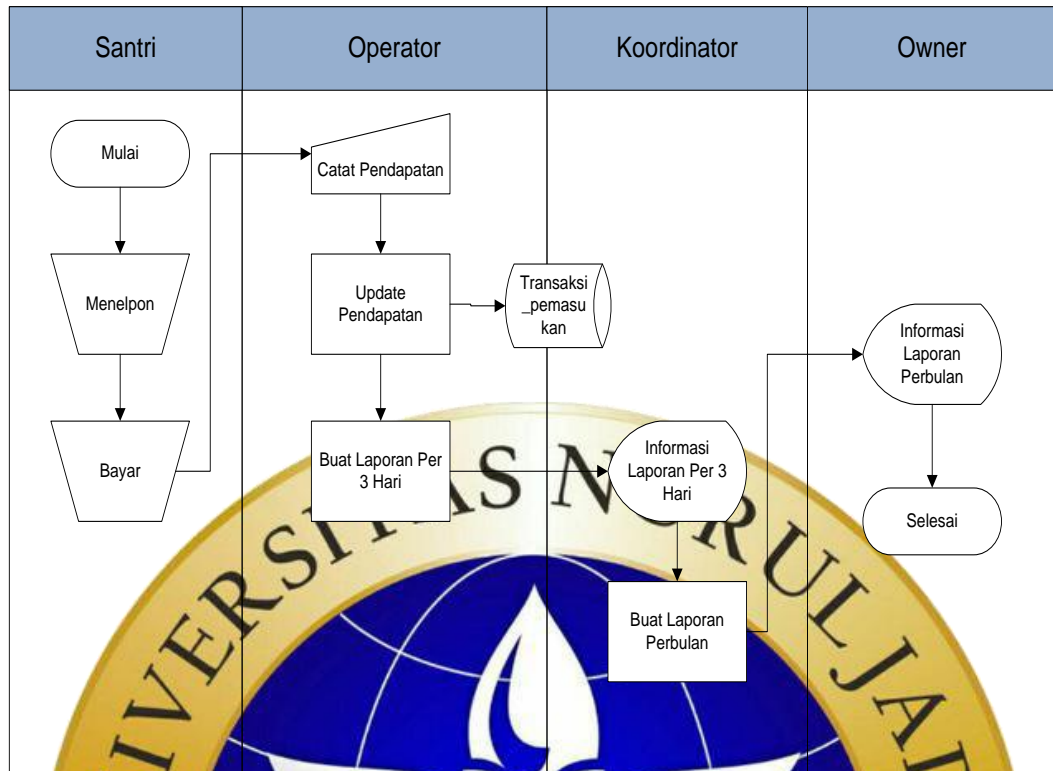 Santri
Operator
Koordinator
Owner
Mulai
Menelpon
Bayar
Catat Pendapatan
Update
Pendapatan
Transaksi
_pemasu
kan
Buat Laporan Per
3 Hari
Informasi
Laporan Per 3
Hari
Buat Laporan
Perbulan
Informasi
Laporan
Perbulan
Selesai